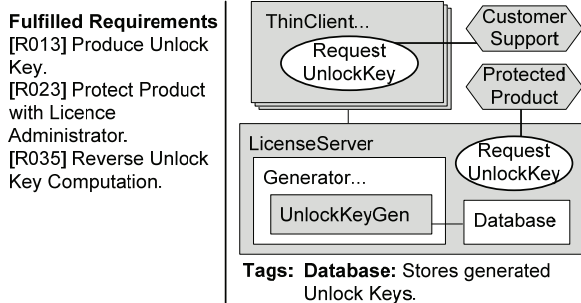 Fulfilled Requirements
[R013] Produce Unlock
Key.
[R023] Protect Product
with Licence
Administrator.
[R035] Reverse Unlock
Key Computation.
ThinClient...
Request
UnlockKey
Customer
Support
Protected
Product
LicenseServer
Request
UnlockKey
Generator...
UnlockKeyGen
Database
Tags: Database: Stores generated
Unlock Keys.